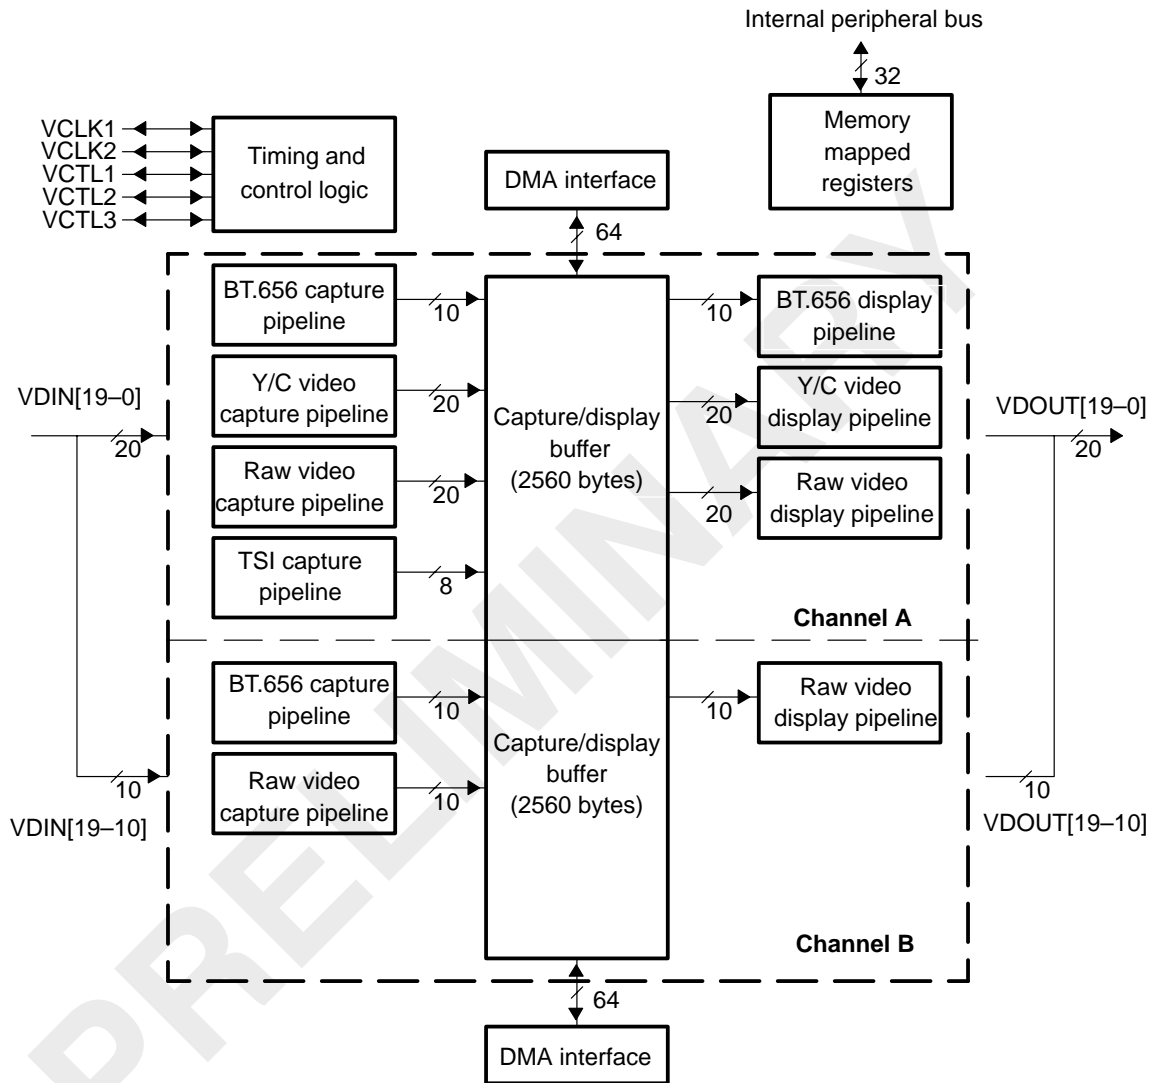 Internal peripheral bus
32
VCLK1
VCLK2
VCTL1
VCTL2
VCTL3
Timing and
control logic
DMA interface
64
Memory
mapped
registers
BT.656 capture
pipeline
10
Y/C video
capture pipeline
20
Raw video
capture pipeline
20
TSI capture
pipeline
8
VDIN[19–0]
20
Capture/display
buffer
(2560 bytes)
10
BT.656 display
pipeline
20
Y/C video
display pipeline
20
Raw video
display pipeline
VDOUT[19–0]
20
Channel A
BT.656 capture
pipeline
10
Raw video
capture pipeline
10
10
VDIN[19–10]
Capture/display
buffer
(2560 bytes)
10
Raw video
display pipeline
10
VDOUT[19–10]
Channel B
64
DMA interface
PRELIMINARY